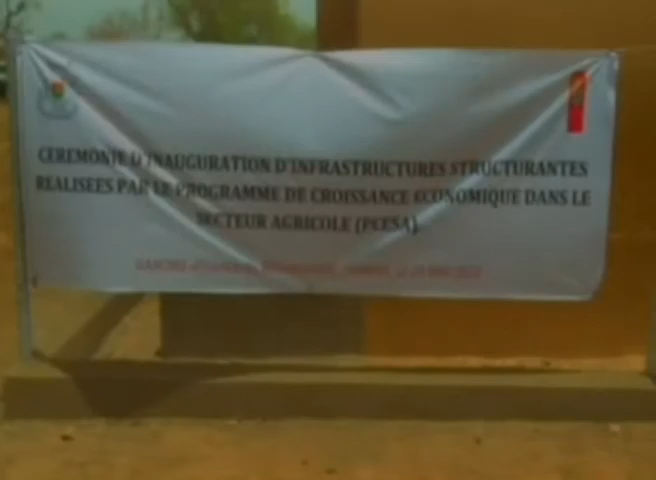 CEREMONIE D'INAUGURATION D'INFRASTRUCTURES STRUCTURANTES
REALISEES PAR LE PROGRAMME DE CROISSANCE ECONOMIQUE DANS LE
SECTEUR AGRICOLE (PCESA)